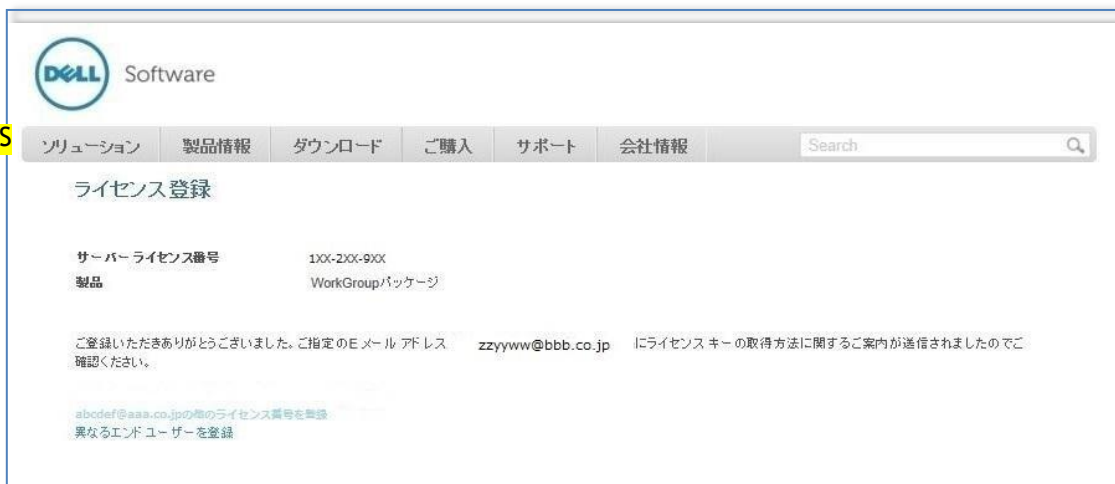 DELL Software
S
ソリューション 製品情報 ダウンロード ご購入 サポート 会社情報 Search
ライセンス登録
サーバーライセンス番号 1XX-2XX-9XX
製品 WorkGroupパッケージ
ご登録いただきありがとうございました。ご指定のEメール アドレス zzyyww@bbb.co.jp にライセンス キーの取得方法に関するご案内が送信されましたのでご
確認ください。
abcdef@aaa.co.jpの他のライセンス番号を登録
異なるエンド ユーザーを登録